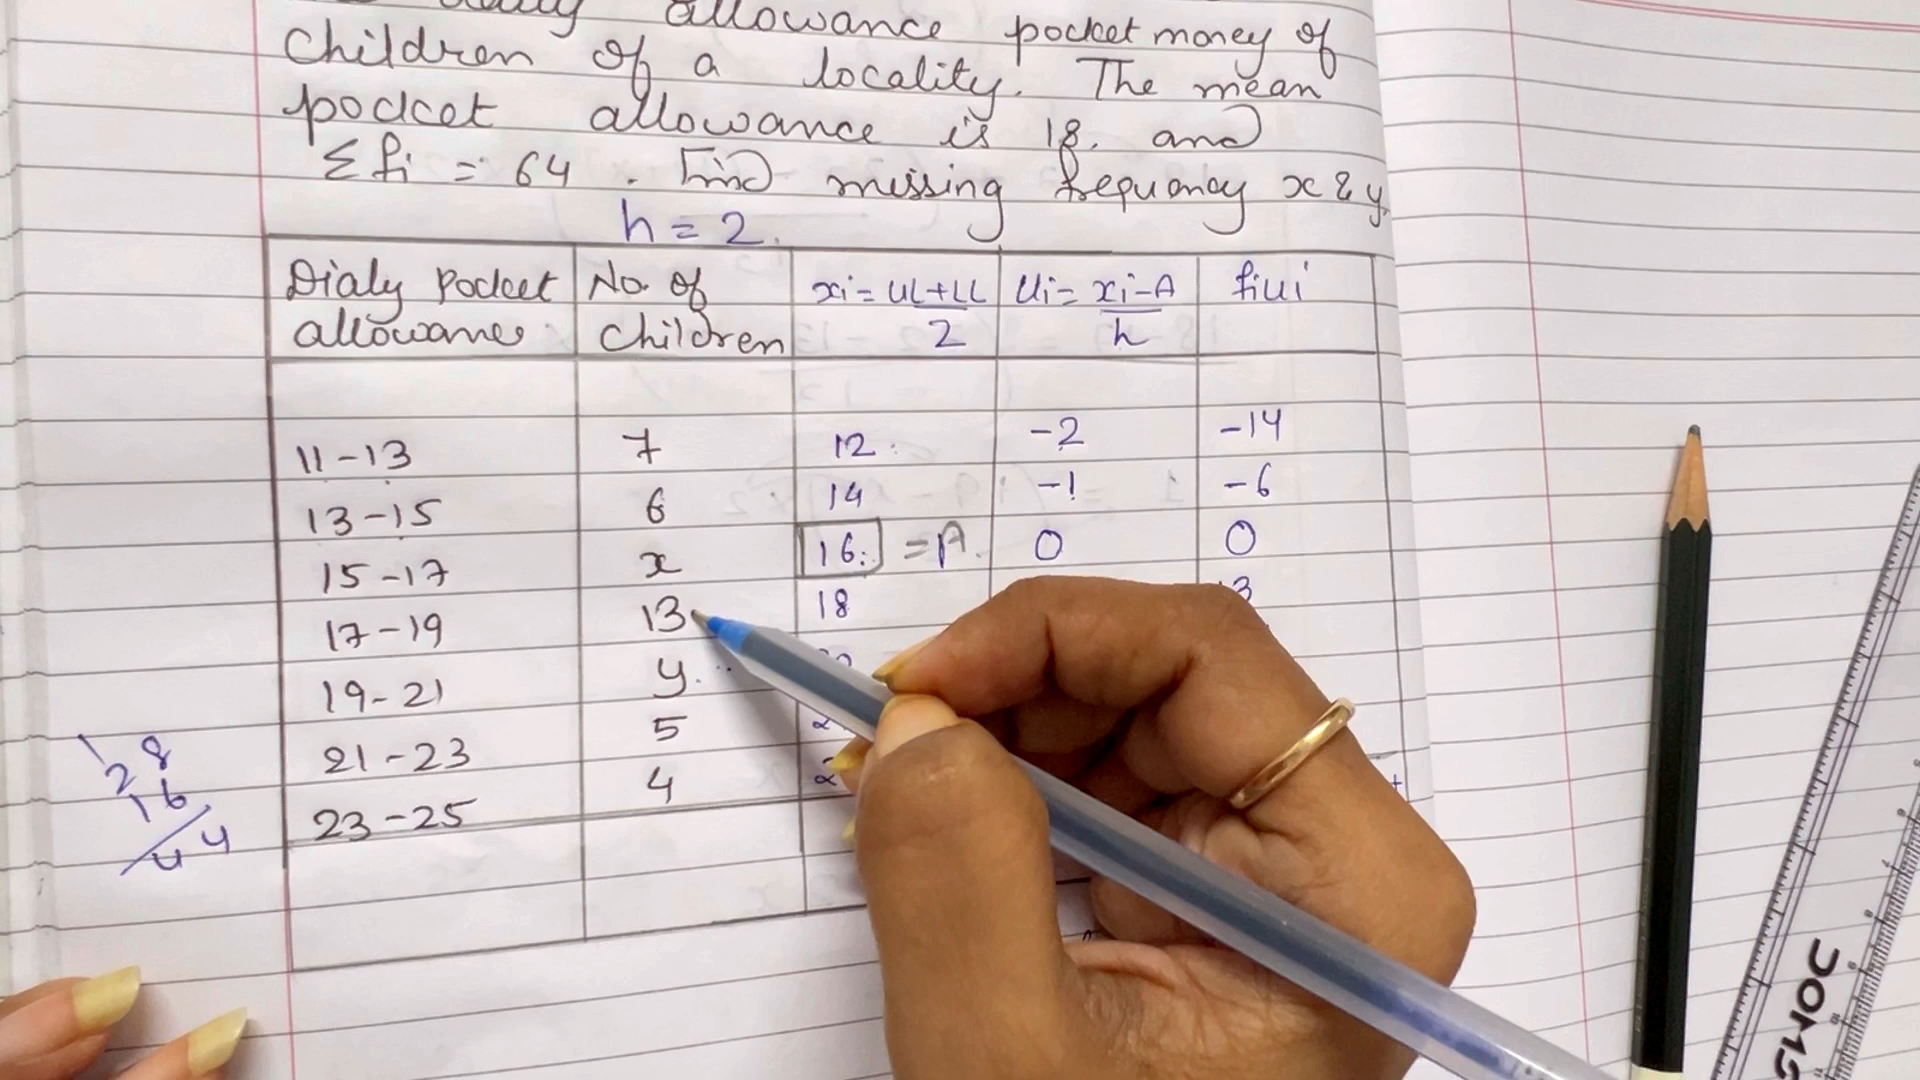 daily allowance pocket money of
children of a locality. The mean
pocket allowance is 18. and
Σfi = 64 . Find missing frequency x & y
h = 2.
Dialy Pocket allowance No. of children xi = UL+LL/2 Ui = xi-A/h fiui
11-13 7 12 -2 -14
13-15 6 14 -1 -6
15-17 x 16 = A. 0 0
17-19 13 18
19-21 y
21-23 5
23-25 4
1
28
16
44
DOMS